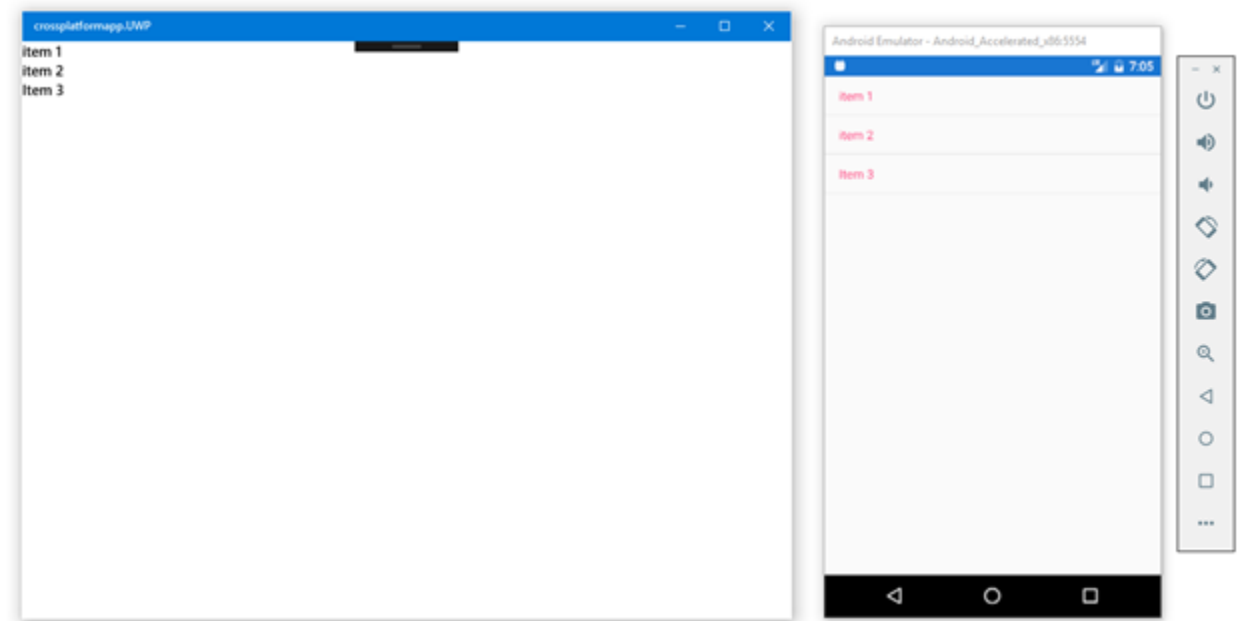 crossplatformapp.UWP
item 1
item 2
Item 3
Android Emulator - Android_Accelerated_x86:5554
7:05
item 1
item 2
Item 3